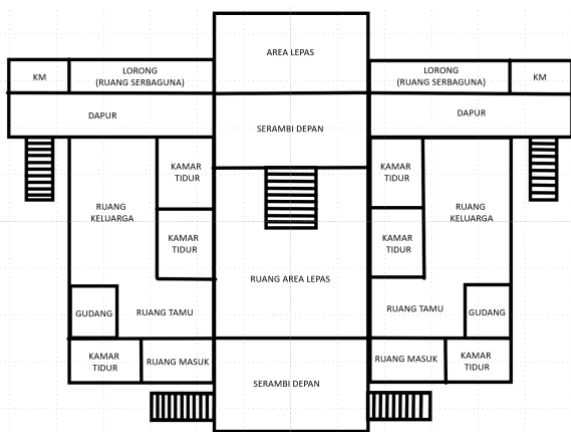 AREA LEPAS
KM
LORONG
(RUANG SERBAGUNA)
LORONG
(RUANG SERBAGUNA)
KM
DAPUR
SERAMBI DEPAN
DAPUR
KAMAR
TIDUR
KAMAR
TIDUR
RUANG
KELUARGA
RUANG
KELUARGA
KAMAR
TIDUR
KAMAR
TIDUR
RUANG AREA LEPAS
GUDANG
RUANG TAMU
RUANG TAMU
GUDANG
KAMAR
TIDUR
RUANG MASUK
RUANG MASUK
KAMAR
TIDUR
SERAMBI DEPAN